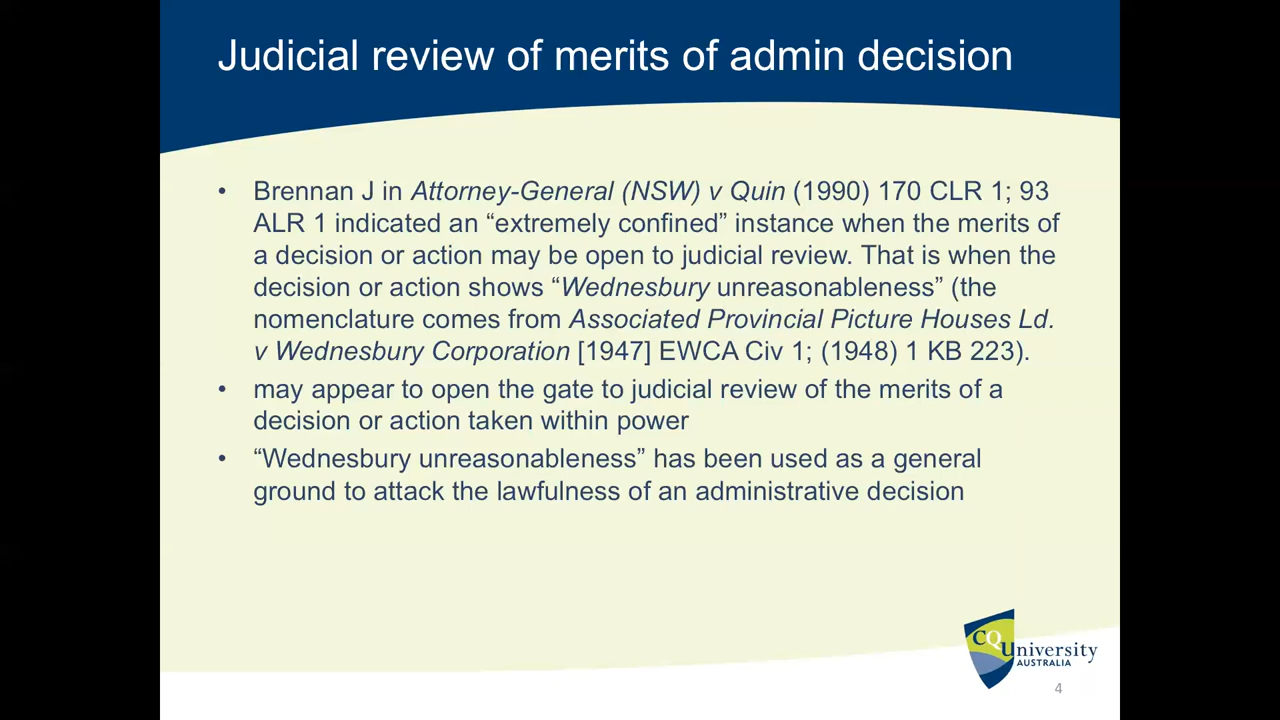 Judicial review of merits of admin decision
• Brennan J in Attorney-General (NSW) v Quin (1990) 170 CLR 1; 93
ALR 1 indicated an “extremely confined” instance when the merits of
a decision or action may be open to judicial review. That is when the
decision or action shows “Wednesbury unreasonableness” (the
nomenclature comes from Associated Provincial Picture Houses Ld.
v Wednesbury Corporation [1947] EWCA Civ 1; (1948) 1 KB 223).
• may appear to open the gate to judicial review of the merits of a
decision or action taken within power
• “Wednesbury unreasonableness” has been used as a general
ground to attack the lawfulness of an administrative decision
CQUniversity
AUSTRALIA
4